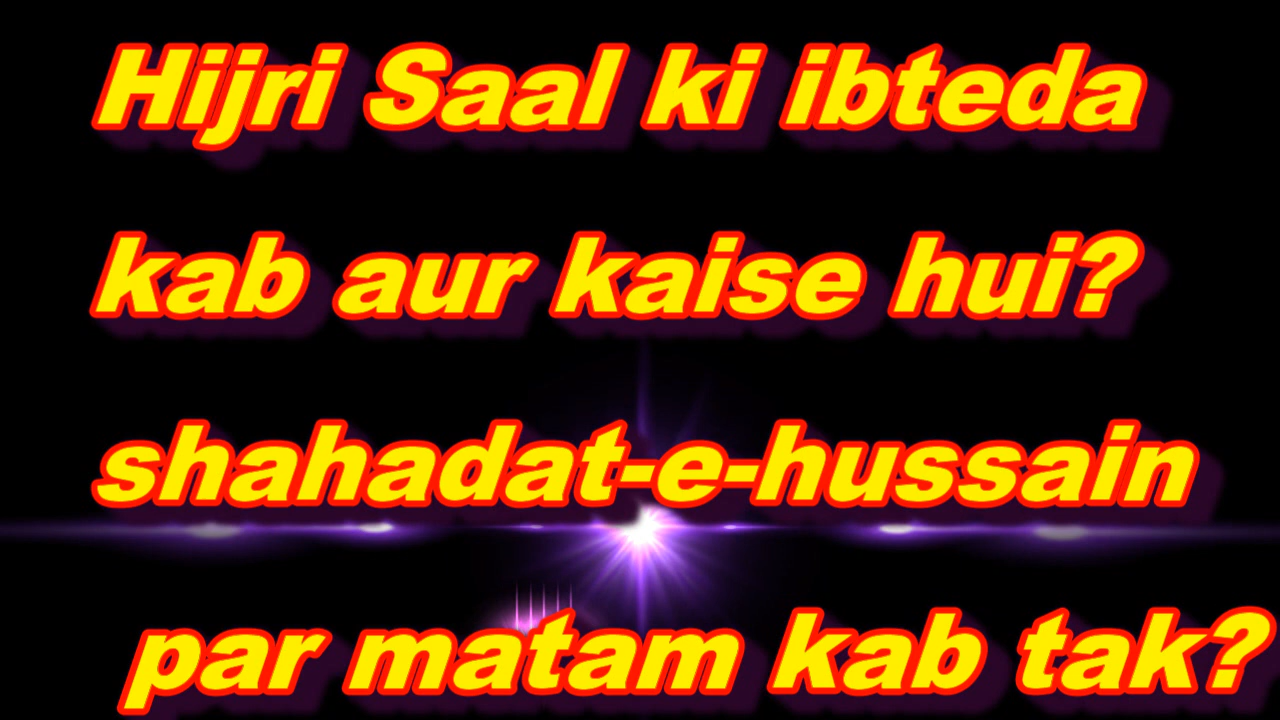 Hijri Saal ki ibteda
kab aur kaise hui?
shahadat-e-hussain
par matam kab tak?